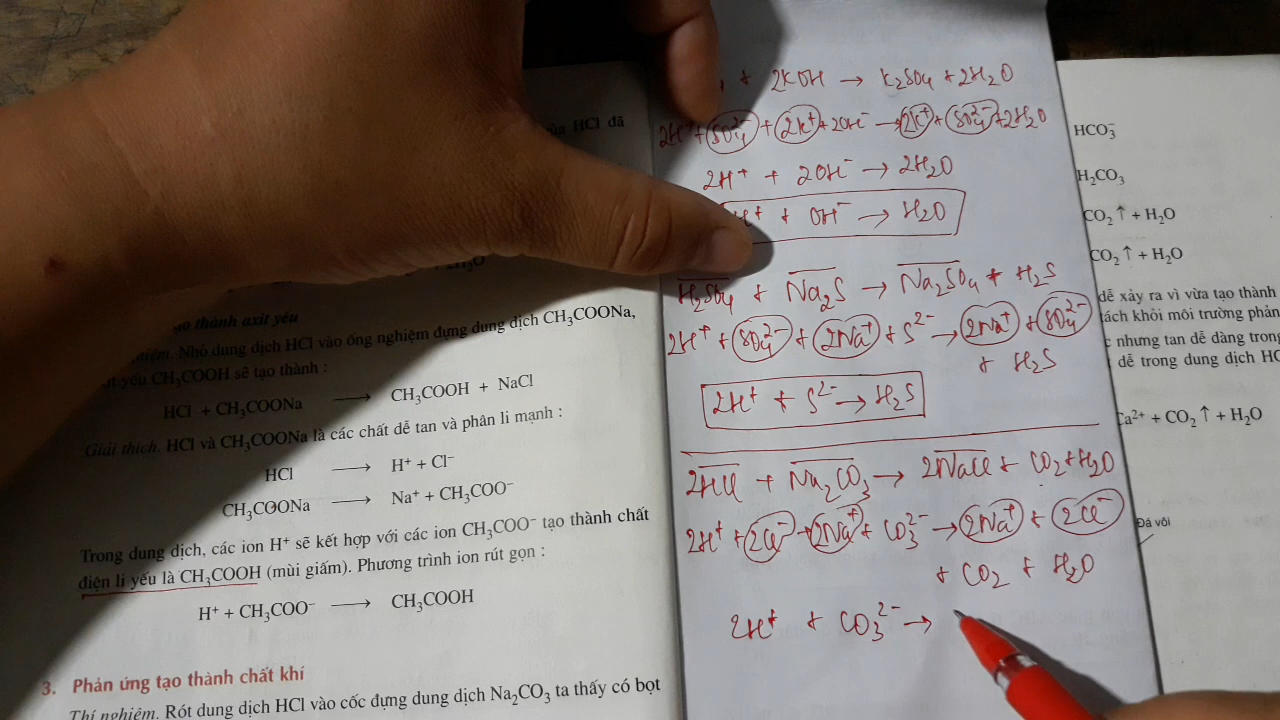 của HCl đã
tạo thành axit yếu
Nhỏ dung dịch HCl vào ống nghiệm đựng dung dịch CH₃COONa,
yếu CH₃COOH sẽ tạo thành :
HCl + CH₃COONa ⟶ CH₃COOH + NaCl
Giải thích. HCl và CH₃COONa là các chất dễ tan và phân li mạnh :
HCl ⟶ H⁺ + Cl⁻
CH₃COONa ⟶ Na⁺ + CH₃COO⁻
Trong dung dịch, các ion H⁺ sẽ kết hợp với các ion CH₃COO⁻ tạo thành chất
điện li yếu là CH₃COOH (mùi giấm). Phương trình ion rút gọn :
H⁺ + CH₃COO⁻ ⟶ CH₃COOH
3. Phản ứng tạo thành chất khí
Thí nghiệm. Rót dung dịch HCl vào cốc đựng dung dịch Na₂CO₃ ta thấy có bọt
+ 2KOH → K₂SO₄ + 2H₂O
2H⁺ + SO₄²⁻ + 2K⁺ + 2OH⁻ → 2K⁺ + SO₄²⁻ + 2H₂O
2H⁺ + 2OH⁻ → 2H₂O
H⁺ + OH⁻ → H₂O
H₂SO₄ + Na₂S → Na₂SO₄ + H₂S
2H⁺ + SO₄²⁻ + 2Na⁺ + S²⁻ → 2Na⁺ + SO₄²⁻
+ H₂S
2H⁺ + S²⁻ → H₂S
2HCl + Na₂CO₃ → 2NaCl + CO₂ + H₂O
2H⁺ + 2Cl⁻ + 2Na⁺ + CO₃²⁻ → 2Na⁺ + 2Cl⁻
+ CO₂ + H₂O
2H⁺ + CO₃²⁻ →
HCO₃⁻
H₂CO₃
CO₂↑ + H₂O
CO₂↑ + H₂O
dễ xảy ra vì vừa tạo thành
tách khỏi môi trường phản
nhưng tan dễ dàng trong
dễ trong dung dịch HC
Ca²⁺ + CO₂↑ + H₂O
Đá vôi